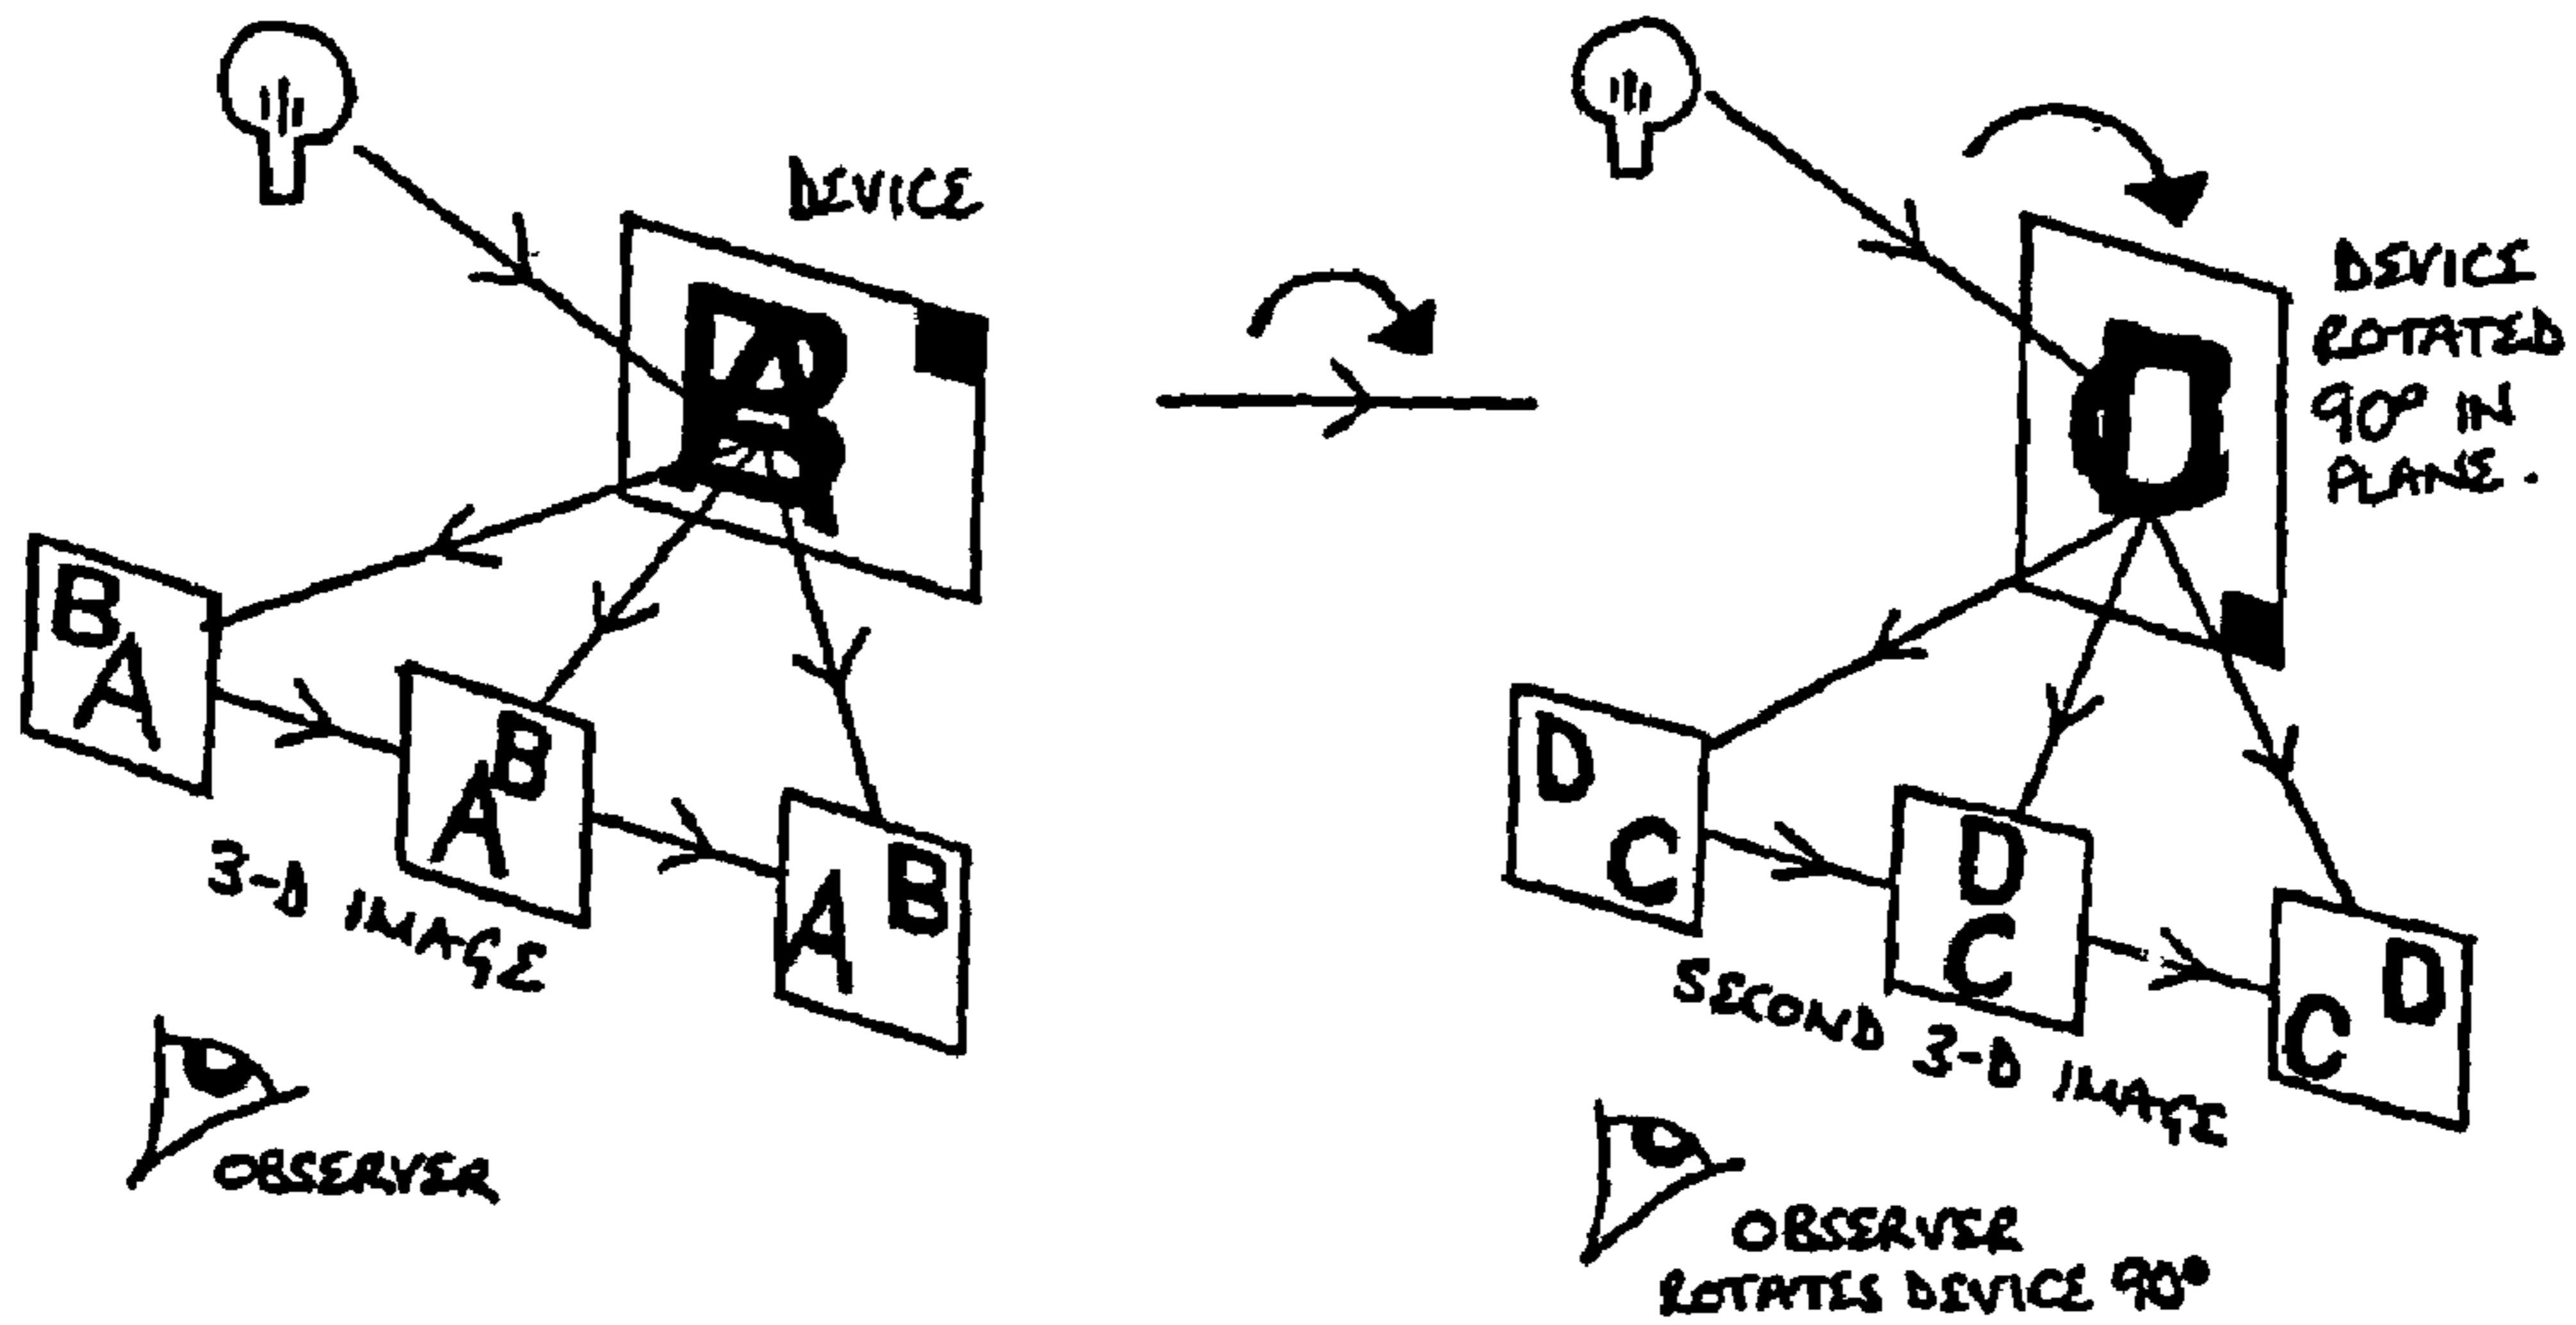 DEVICE
B
A
B
A
B
A
3-D IMAGE
OBSERVER
DEVICE
ROTATED
90° IN
PLANE.
D
C
D
C
D
C
SECOND 3-D IMAGE
OBSERVER
ROTATES DEVICE 90°